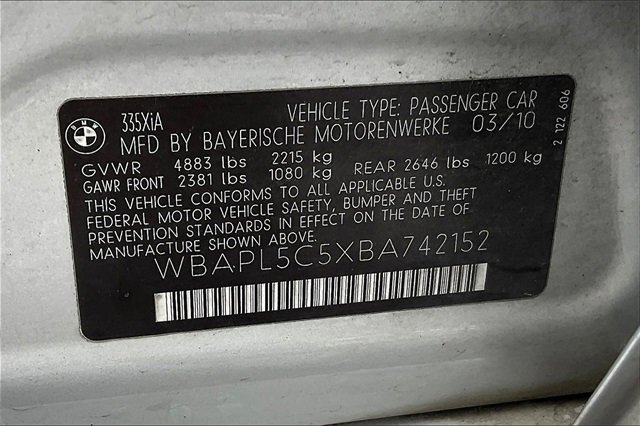 BMW
335XiA VEHICLE TYPE: PASSENGER CAR
MFD BY BAYERISCHE MOTORENWERKE 03/10
GVWR 4883 lbs 2215 kg
GAWR FRONT 2381 lbs 1080 kg REAR 2646 lbs 1200 kg
THIS VEHICLE CONFORMS TO ALL APPLICABLE U.S.
FEDERAL MOTOR VEHICLE SAFETY, BUMPER AND THEFT
PREVENTION STANDARDS IN EFFECT ON THE DATE OF
MANUFACTURE SHOWN ABOVE.
WBAPL5C5XBA742152
2 122 606